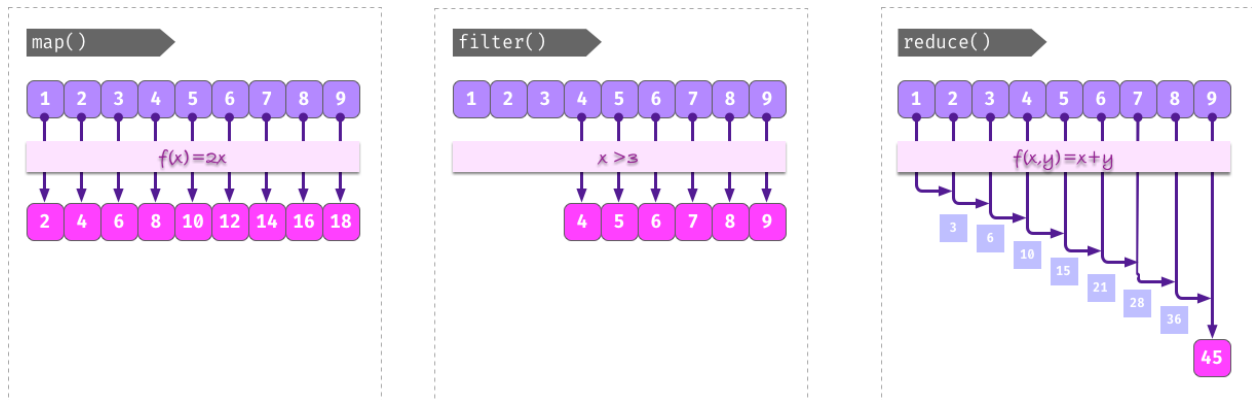 map()
1 2 3 4 5 6 7 8 9
f(x)=2x
2 4 6 8 10 12 14 16 18
filter()
1 2 3 4 5 6 7 8 9
x >3
4 5 6 7 8 9
reduce()
1 2 3 4 5 6 7 8 9
f(x,y)=x+y
3
6
10
15
21
28
36
45